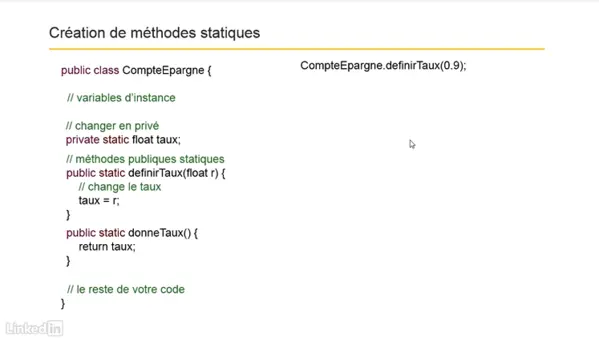 Création de méthodes statiques
public class CompteEpargne {
// variables d'instance
// changer en privé
private static float taux;
// méthodes publiques statiques
public static definirTaux(float r) {
// change le taux
taux = r;
}
public static donneTaux() {
return taux;
}
// le reste de votre code
}
CompteEpargne.definirTaux(0.9);
Linked in